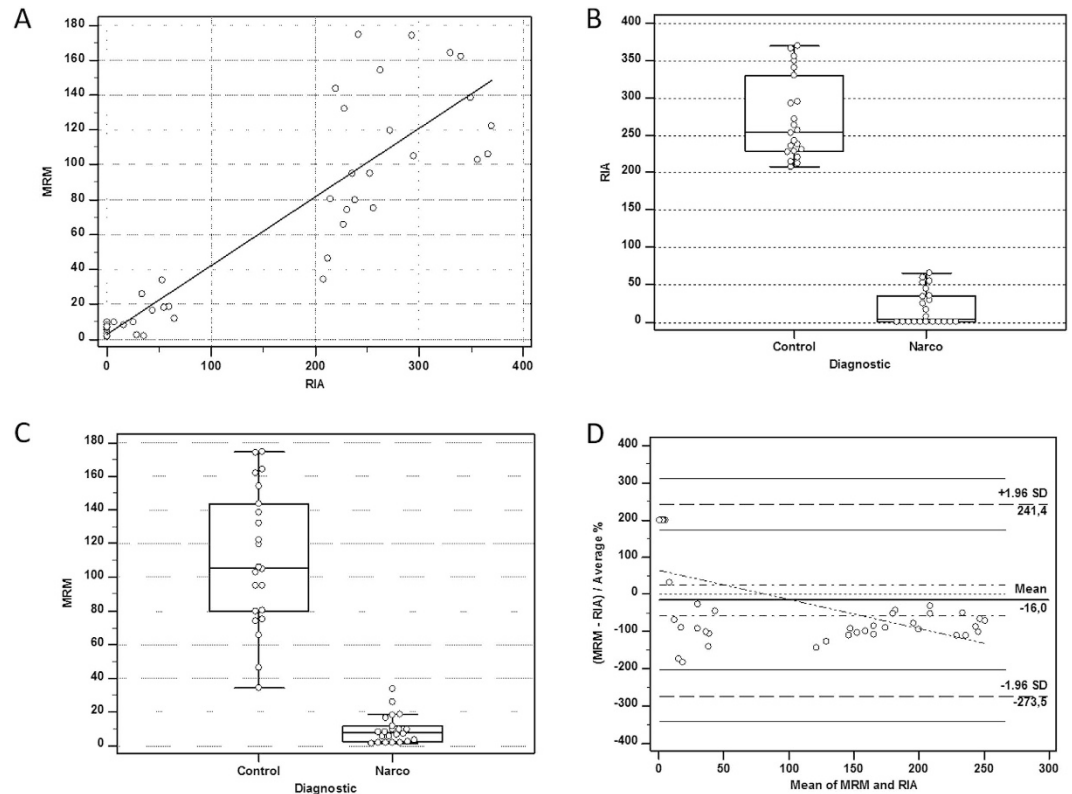 A
180
160
140
120
100
80
60
40
20
0
MRM
0
100
200
300
400
RIA
B
400
350
300
250
200
150
100
50
0
RIA
Control
Narco
Diagnostic
C
180
160
140
120
100
80
60
40
20
0
MRM
Control
Narco
Diagnostic
D
400
300
200
100
0
-100
-200
-300
-400
(MRM - RIA) / Average %
+1.96 SD
241,4
Mean
-16,0
-1.96 SD
-273,5
0
50
100
150
200
250
300
Mean of MRM and RIA